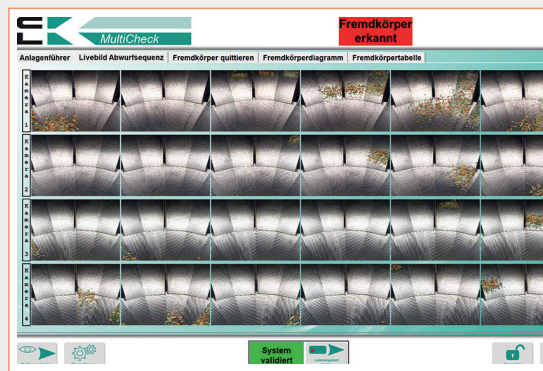 EK
MultiCheck
Fremdkörper
erkannt
Anlagenführer
Livebild Abwurfsequenz
Fremdkörper quittieren
Fremdkörperdiagramm
Fremdkörpertabelle
Kamera 1
Kamera 2
Kamera 3
Kamera 4
System
validiert